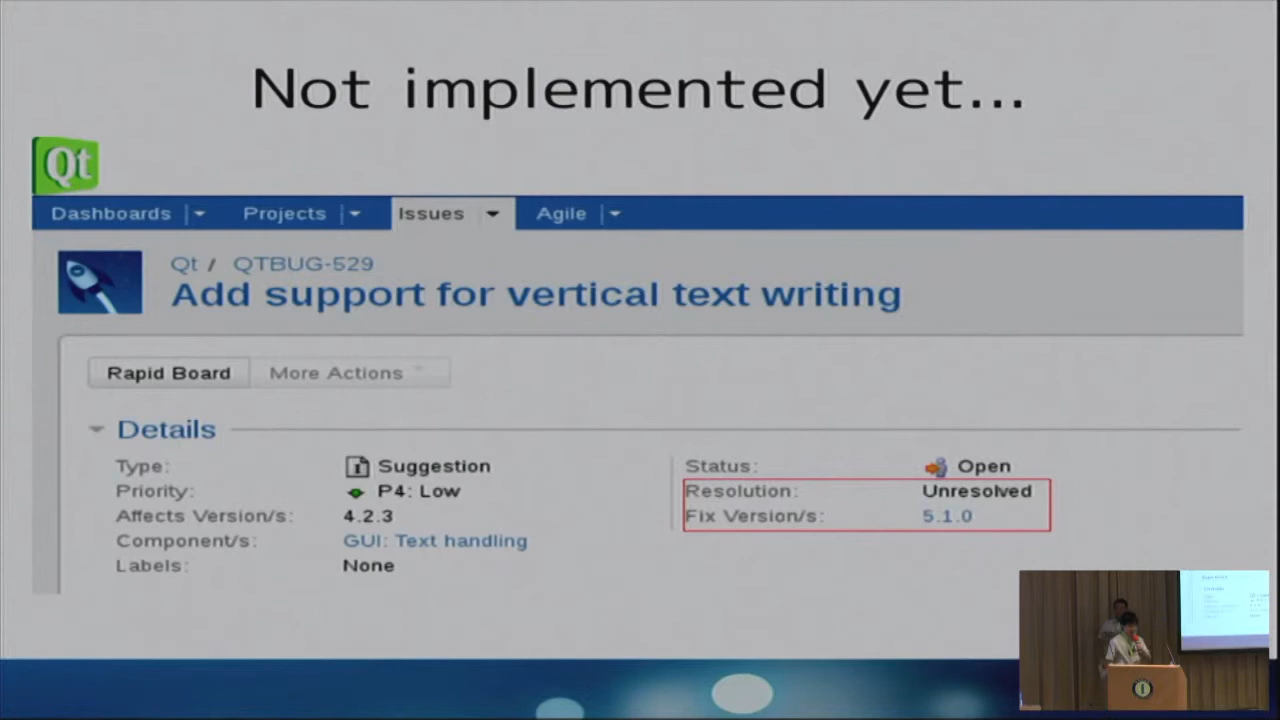 Not implemented yet...
Qt
Dashboards Projects Issues Agile
Qt / QTBUG-529
Add support for vertical text writing
Rapid Board More Actions
Details
Type: Suggestion Status: Open
Priority: P4: Low Resolution: Unresolved
Affects Version/s: 4.2.3 Fix Version/s: 5.1.0
Component/s: GUI: Text handling
Labels: None